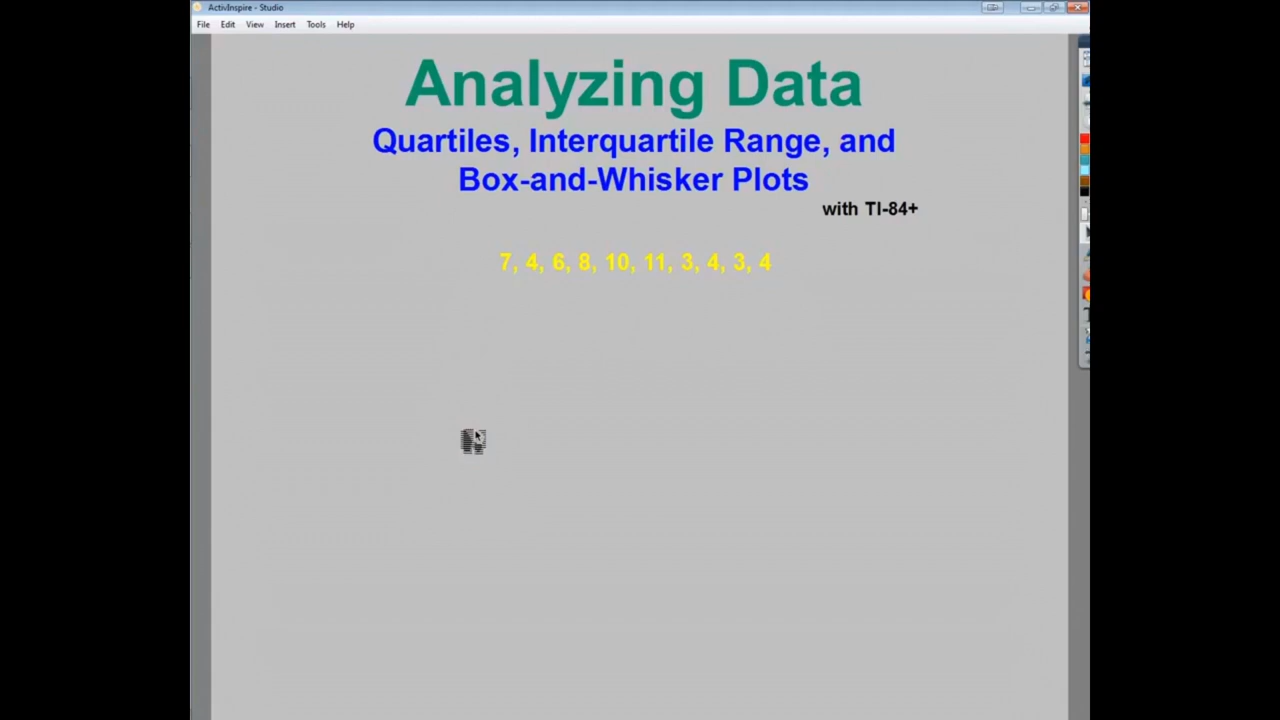 ActivInspire - Studio
File Edit View Insert Tools Help
Analyzing Data
Quartiles, Interquartile Range, and
Box-and-Whisker Plots
with TI-84+
7, 4, 6, 8, 10, 11, 3, 4, 3, 4